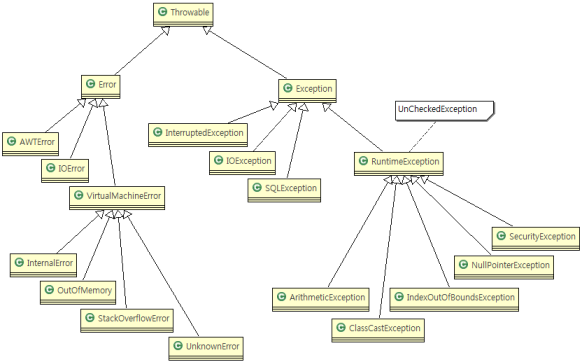 Throwable
Error
Exception
UnCheckedException
InterruptedException
AWTError
IOError
IOException
RuntimeException
SQLException
VirtualMachineError
SecurityException
InternalError
NullPointerException
OutOfMemory
ArithmeticException
IndexOutOfBoundsException
StackOverflowError
ClassCastException
UnknownError